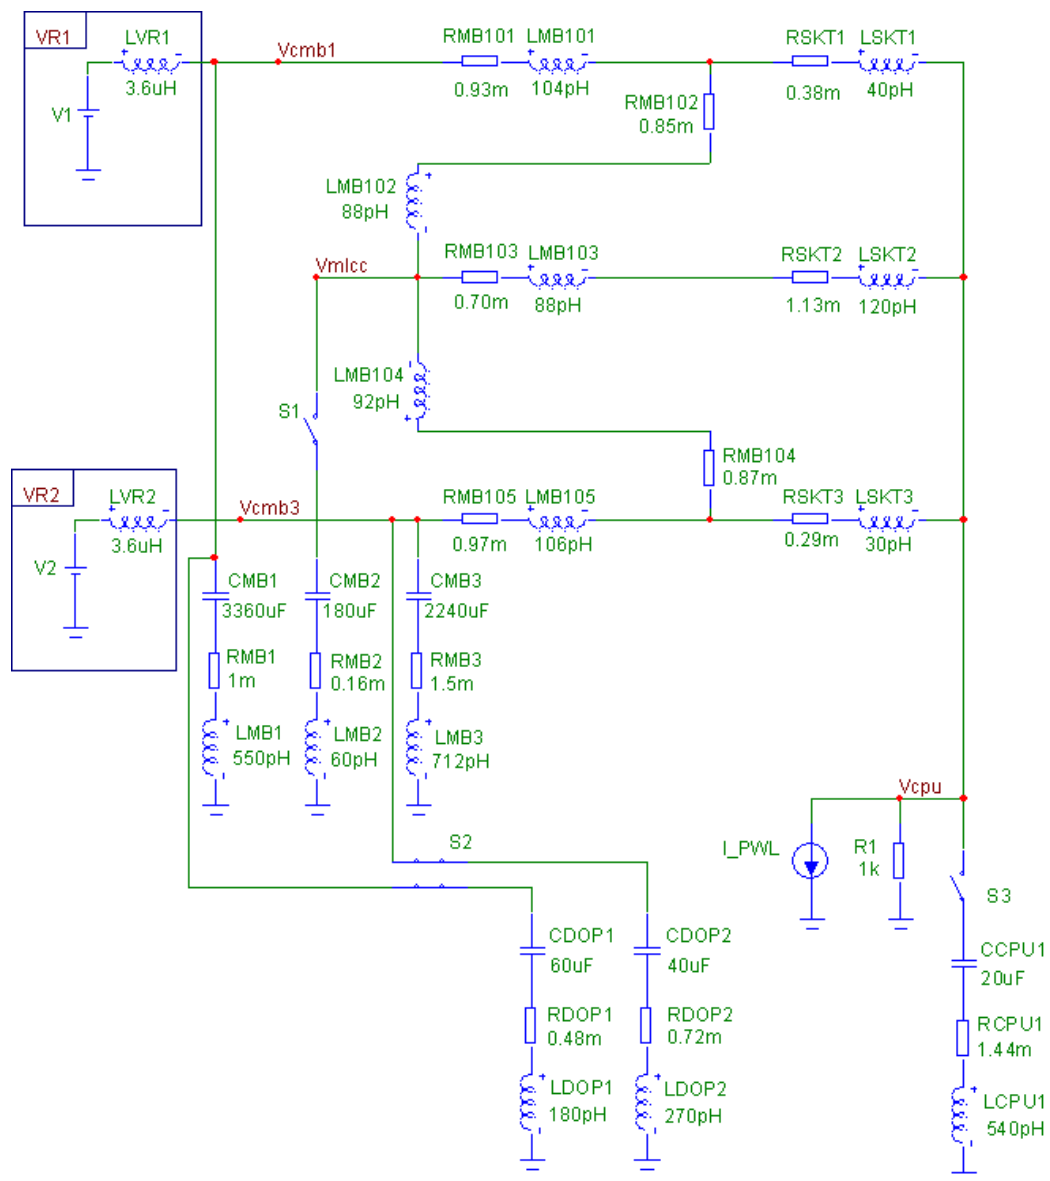 VR1
LVR1
3.6uH
V1
Vcmb1
RMB101
0.93m
LMB101
104pH
RSKT1
0.38m
LSKT1
40pH
RMB102
0.85m
LMB102
88pH
Vmlcc
RMB103
0.70m
LMB103
88pH
RSKT2
1.13m
LSKT2
120pH
LMB104
92pH
S1
RMB104
0.87m
VR2
LVR2
3.6uH
V2
Vcmb3
RMB105
0.97m
LMB105
106pH
RSKT3
0.29m
LSKT3
30pH
CMB1
3360uF
CMB2
180uF
CMB3
2240uF
RMB1
1m
RMB2
0.16m
RMB3
1.5m
LMB1
550pH
LMB2
60pH
LMB3
712pH
Vcpu
S2
I_PWL
R1
1k
S3
CDOP1
60uF
CDOP2
40uF
CCPU1
20uF
RDOP1
0.48m
RDOP2
0.72m
RCPU1
1.44m
LDOP1
180pH
LDOP2
270pH
LCPU1
540pH